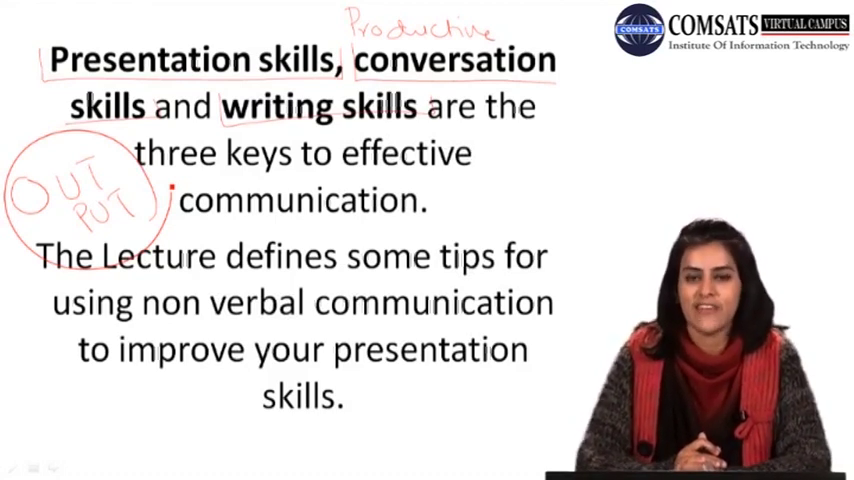 Productive
Presentation skills, conversation
skills and writing skills are the
three keys to effective
OUT
PUT
communication.
The Lecture defines some tips for
using non verbal communication
to improve your presentation
skills.
COMSATS
COMSATS VIRTUAL CAMPUS
Institute Of Information Technology